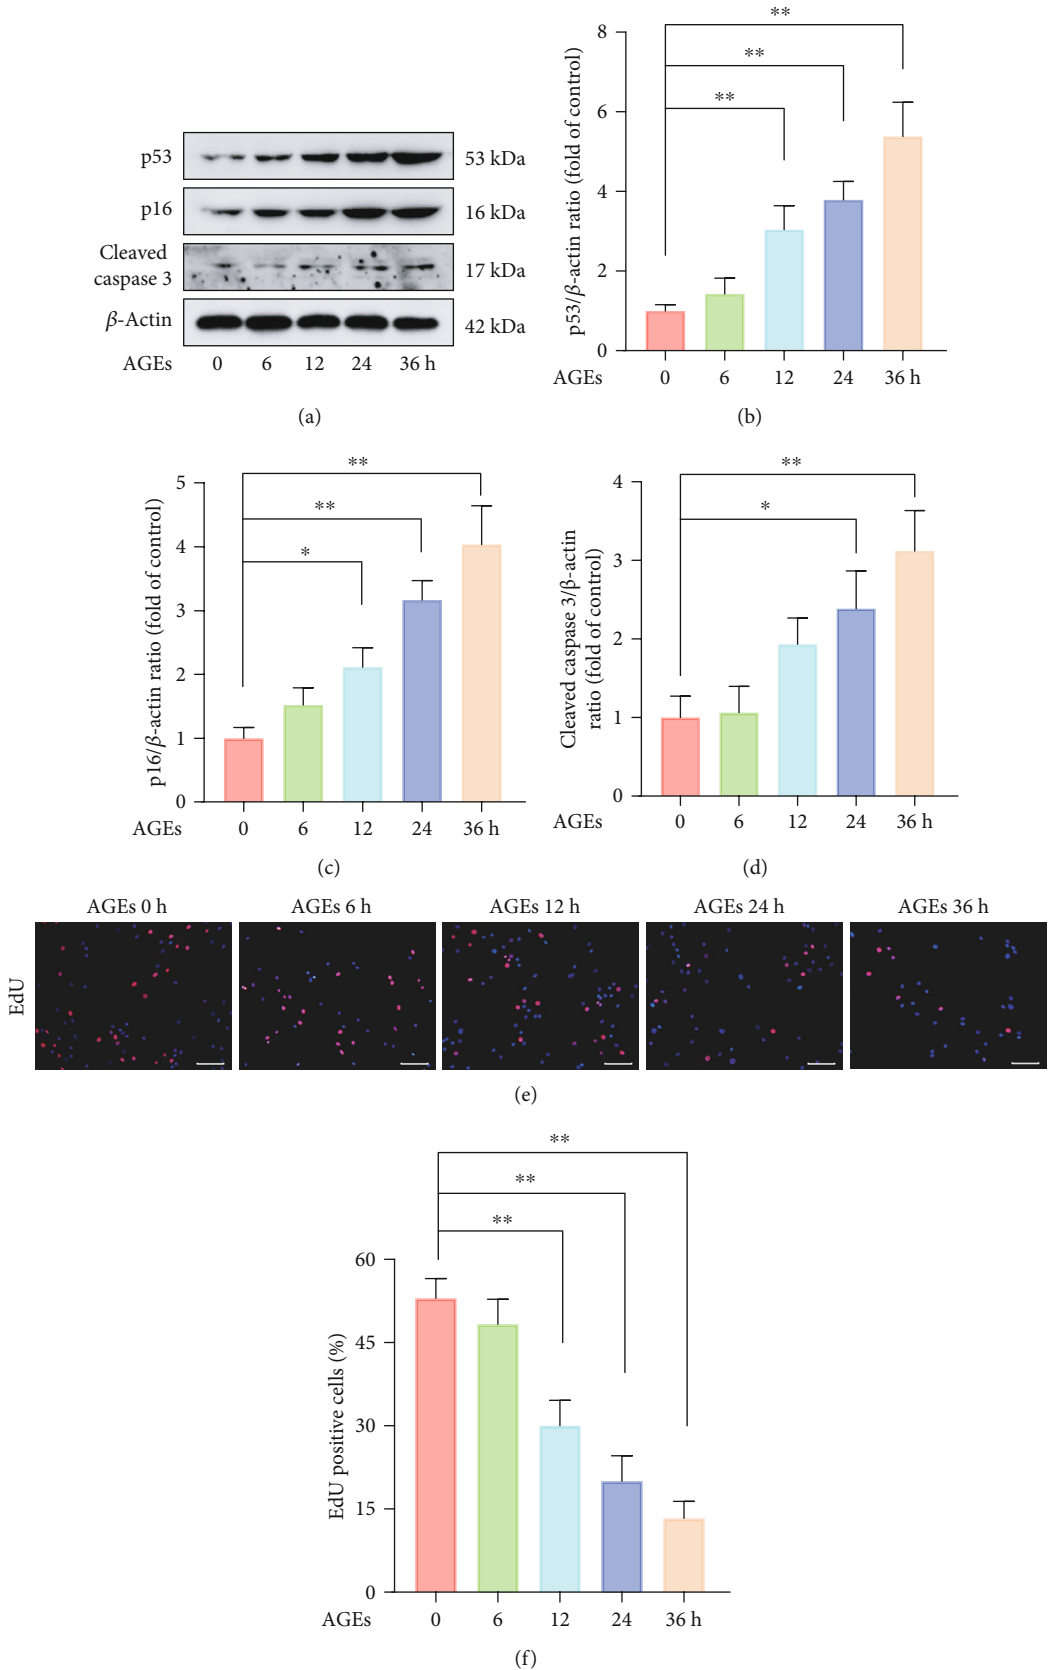 p53
53 kDa
p16
16 kDa
Cleaved
caspase 3
17 kDa
β-Actin
42 kDa
AGEs 0 6 12 24 36 h
(a)
p53/β-actin ratio (fold of control)
8
6
4
2
0
** ** **
AGEs 0 6 12 24 36 h
(b)
p16/β-actin ratio (fold of control)
5
4
3
2
1
0
** ** *
AGEs 0 6 12 24 36 h
(c)
Cleaved caspase 3/β-actin
ratio (fold of control)
4
3
2
1
0
** *
AGEs 0 6 12 24 36 h
(d)
AGEs 0 h AGEs 6 h AGEs 12 h AGEs 24 h AGEs 36 h
EdU
(e)
EdU positive cells (%)
60
45
30
15
0
** ** **
AGEs 0 6 12 24 36 h
(f)